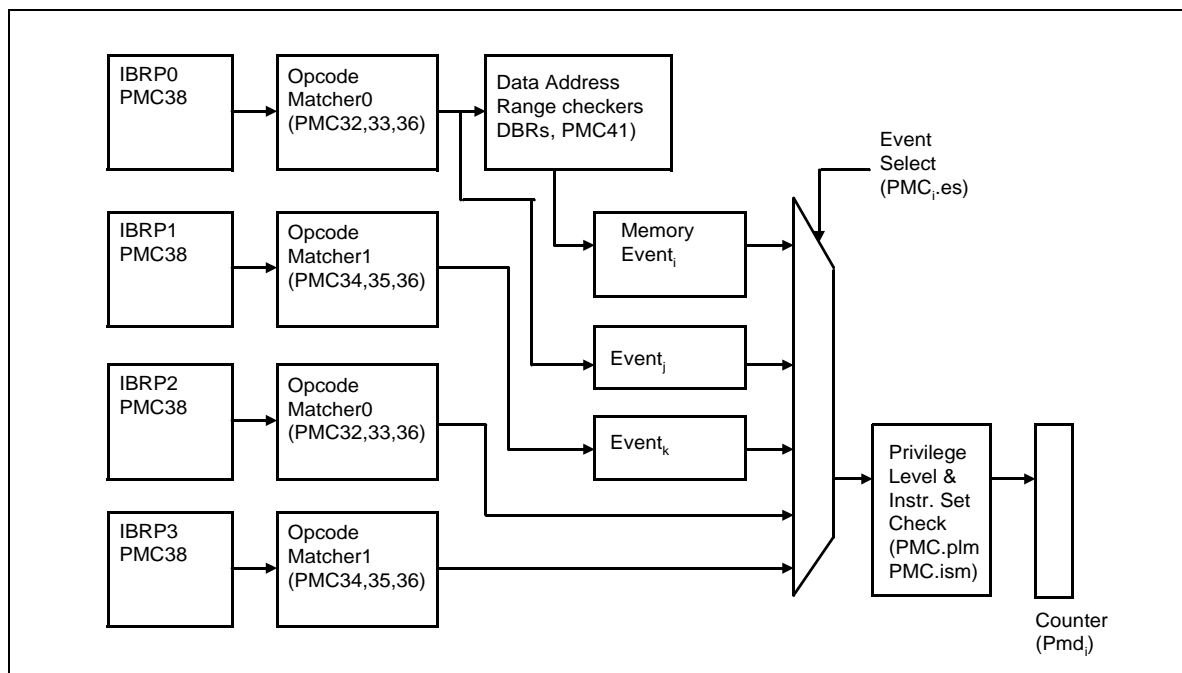 IBRP0
PMC38
Opcode
Matcher0
(PMC32,33,36)
Data Address
Range checkers
DBRs, PMC41)
Event
Select
(PMCi.es)
IBRP1
PMC38
Opcode
Matcher1
(PMC34,35,36)
Memory
Eventi
Eventj
IBRP2
PMC38
Opcode
Matcher0
(PMC32,33,36)
Eventk
Privilege
Level &
Instr. Set
Check
(PMC.plm
PMC.ism)
IBRP3
PMC38
Opcode
Matcher1
(PMC34,35,36)
Counter
(Pmdi)